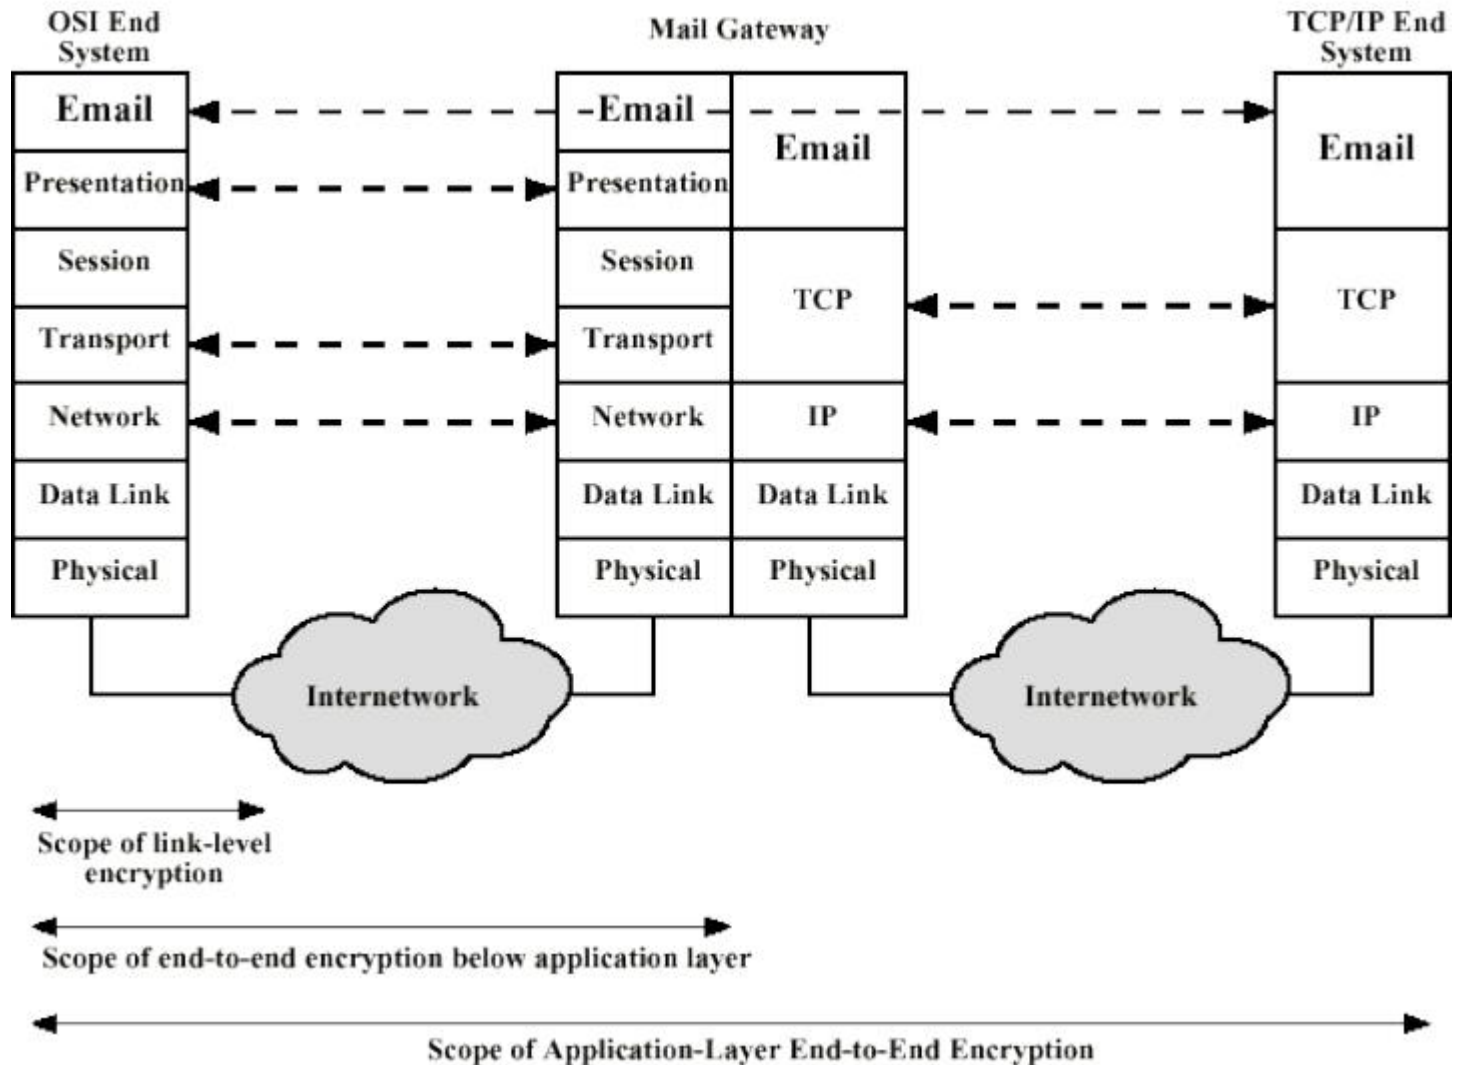 OSI End
System
Mail Gateway
TCP/IP End
System
Email
Email
Email
Email
Presentation
Presentation
Session
Session
TCP
TCP
Transport
Transport
Network
Network
IP
IP
Data Link
Data Link
Data Link
Data Link
Physical
Physical
Physical
Physical
Internetwork
Internetwork
Scope of link-level
encryption
Scope of end-to-end encryption below application layer
Scope of Application-Layer End-to-End Encryption